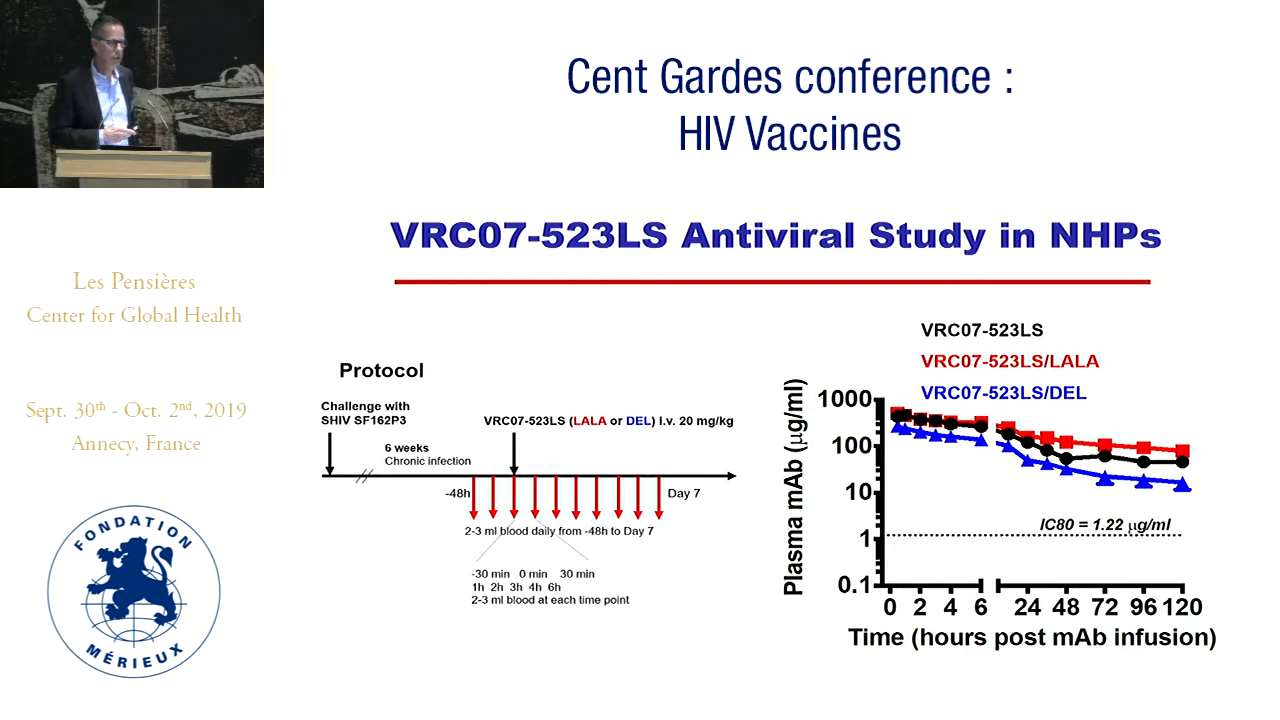 Cent Gardes conference :
HIV Vaccines
Les Pensières
Center for Global Health
Sept. 30th - Oct. 2nd, 2019
Annecy, France
FONDATION
MÉRIEUX
VRC07-523LS Antiviral Study in NHPs
Protocol
Challenge with
SHIV SF162P3
VRC07-523LS (LALA or DEL) i.v. 20 mg/kg
6 weeks
Chronic infection
-48h
Day 7
2-3 ml blood daily from -48h to Day 7
-30 min 0 min 30 min
1h 2h 3h 4h 6h
2-3 ml blood at each time point
VRC07-523LS
VRC07-523LS/LALA
VRC07-523LS/DEL
Plasma mAb (µg/ml)
1000
100
10
1
0.1
IC80 = 1.22 µg/ml
0 2 4 6 24 48 72 96 120
Time (hours post mAb infusion)